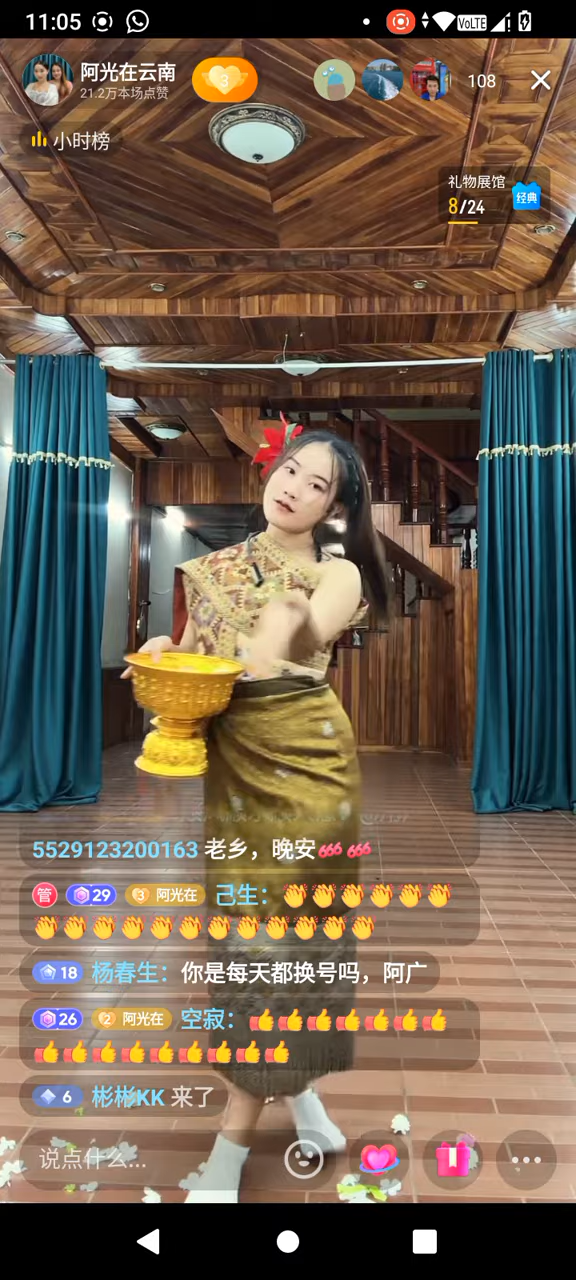 11:05
VoLTE
阿光在云南
21.2万本场点赞
3
108
小时榜
礼物展馆
8/24
经典
5529123200163 老乡，晚安666 666
管 29 3 阿光在 己生：👏👏👏👏👏👏
👏👏👏👏👏👏👏👏👏👏👏👏
18 杨春生：你是每天都换号吗，阿广
26 2 阿光在 空寂：👍👍👍👍👍👍👍
👍👍👍👍👍👍👍👍👍
6 彬彬KK 来了
说点什么...